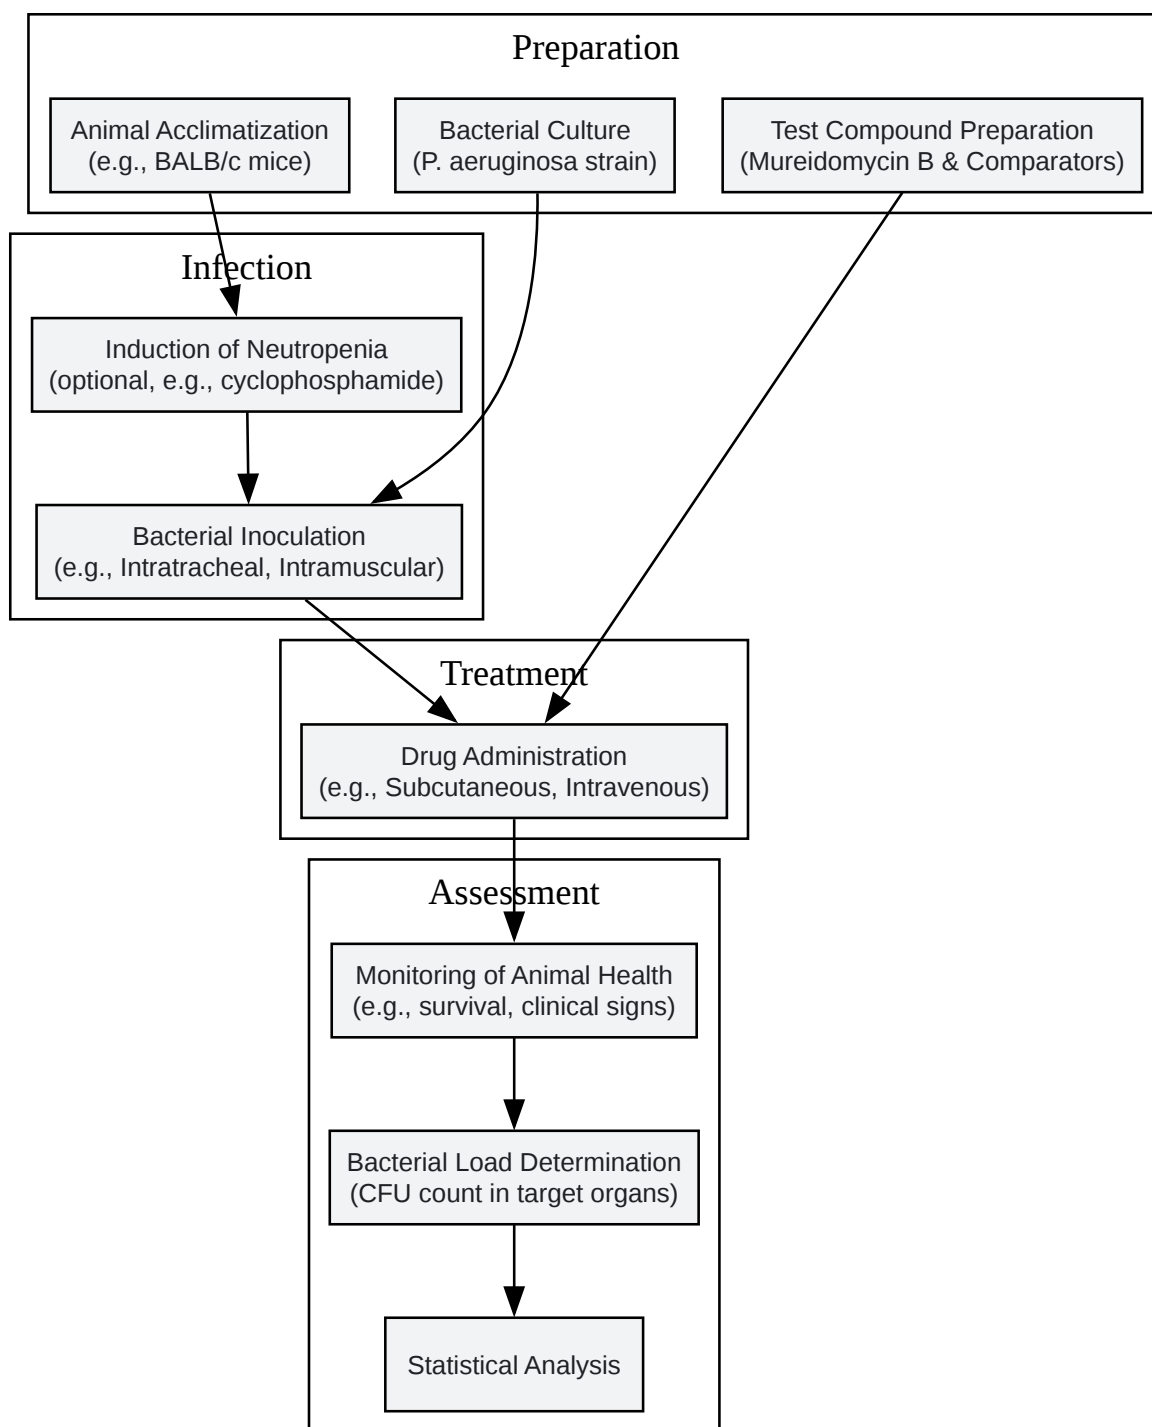 Preparation
Animal Acclimatization
(e.g., BALB/c mice)
Bacterial Culture
(P. aeruginosa strain)
Test Compound Preparation
(Mureidomycin B & Comparators)
Infection
Induction of Neutropenia
(optional, e.g., cyclophosphamide)
Bacterial Inoculation
(e.g., Intratracheal, Intramuscular)
Treatment
Drug Administration
(e.g., Subcutaneous, Intravenous)
Assessment
Monitoring of Animal Health
(e.g., survival, clinical signs)
Bacterial Load Determination
(CFU count in target organs)
Statistical Analysis